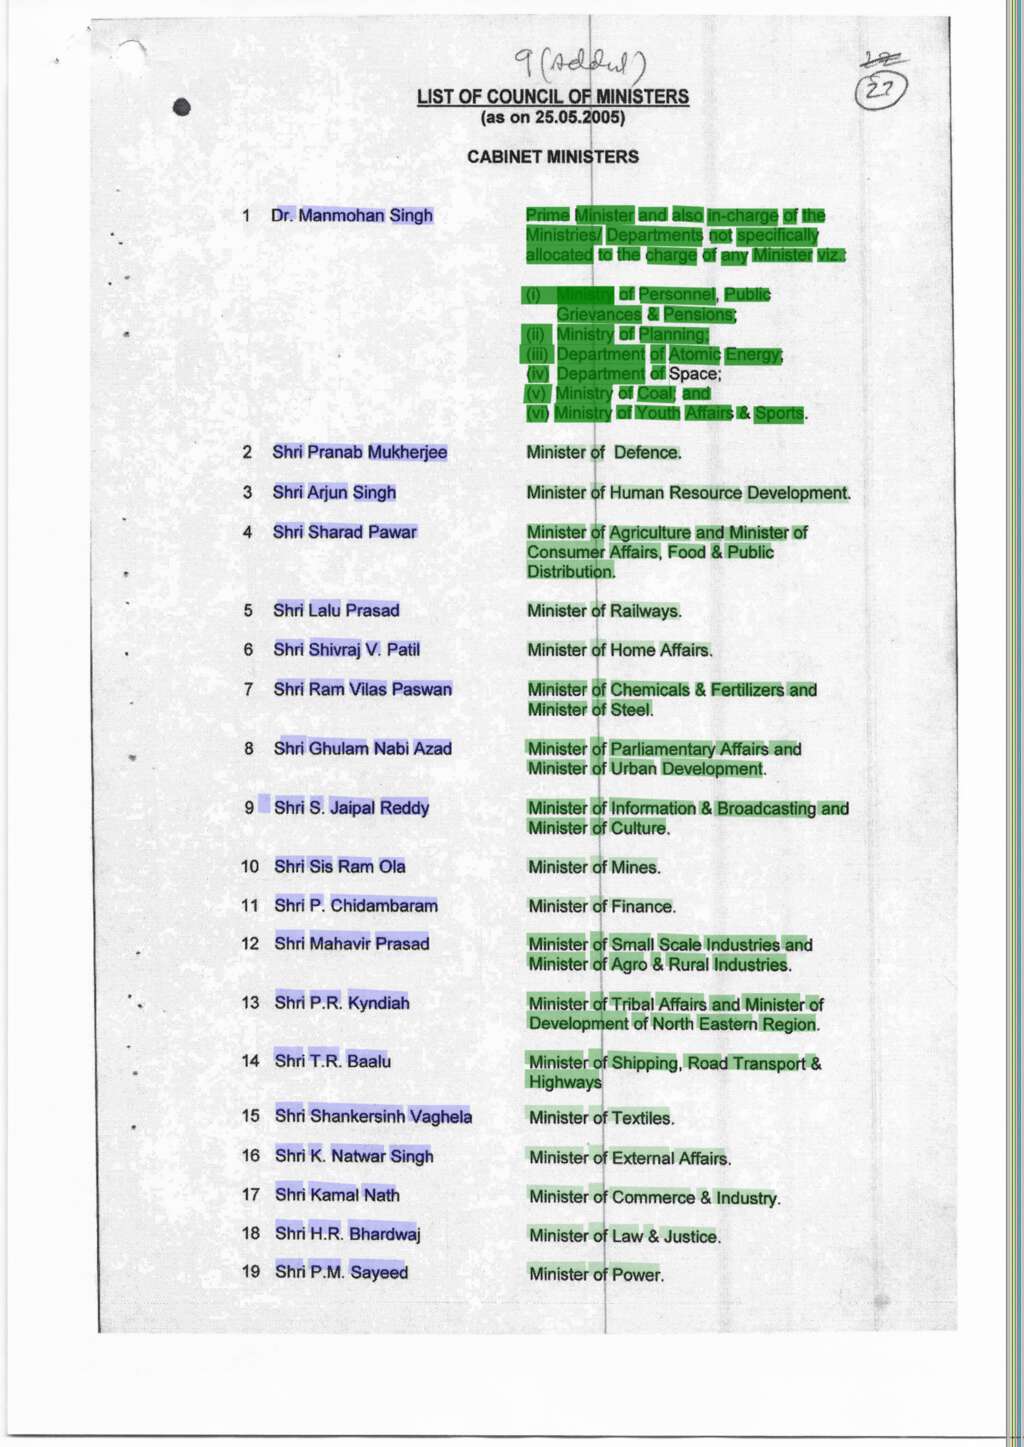 9 (Addul)
22
27
LIST OF COUNCIL OF MINISTERS
(as on 25.05.2005)
CABINET MINISTERS
1 Dr. Manmohan Singh Prime Minister and also in-charge of the
Ministries/ Departments not specifically
allocated to the charge of any Minister viz.:
(i) Ministry of Personnel, Public
Grievances & Pensions;
(ii) Ministry of Planning;
(iii) Department of Atomic Energy;
(iv) Department of Space;
(v) Ministry of Coal; and
(vi) Ministry of Youth Affairs & Sports.
2 Shri Pranab Mukherjee Minister of Defence.
3 Shri Arjun Singh Minister of Human Resource Development.
4 Shri Sharad Pawar Minister of Agriculture and Minister of
Consumer Affairs, Food & Public
Distribution.
5 Shri Lalu Prasad Minister of Railways.
6 Shri Shivraj V. Patil Minister of Home Affairs.
7 Shri Ram Vilas Paswan Minister of Chemicals & Fertilizers and
Minister of Steel.
8 Shri Ghulam Nabi Azad Minister of Parliamentary Affairs and
Minister of Urban Development.
9 Shri S. Jaipal Reddy Minister of Information & Broadcasting and
Minister of Culture.
10 Shri Sis Ram Ola Minister of Mines.
11 Shri P. Chidambaram Minister of Finance.
12 Shri Mahavir Prasad Minister of Small Scale Industries and
Minister of Agro & Rural Industries.
13 Shri P.R. Kyndiah Minister of Tribal Affairs and Minister of
Development of North Eastern Region.
14 Shri T.R. Baalu Minister of Shipping, Road Transport &
Highways
15 Shri Shankersinh Vaghela Minister of Textiles.
16 Shri K. Natwar Singh Minister of External Affairs.
17 Shri Kamal Nath Minister of Commerce & Industry.
18 Shri H.R. Bhardwaj Minister of Law & Justice.
19 Shri P.M. Sayeed Minister of Power.